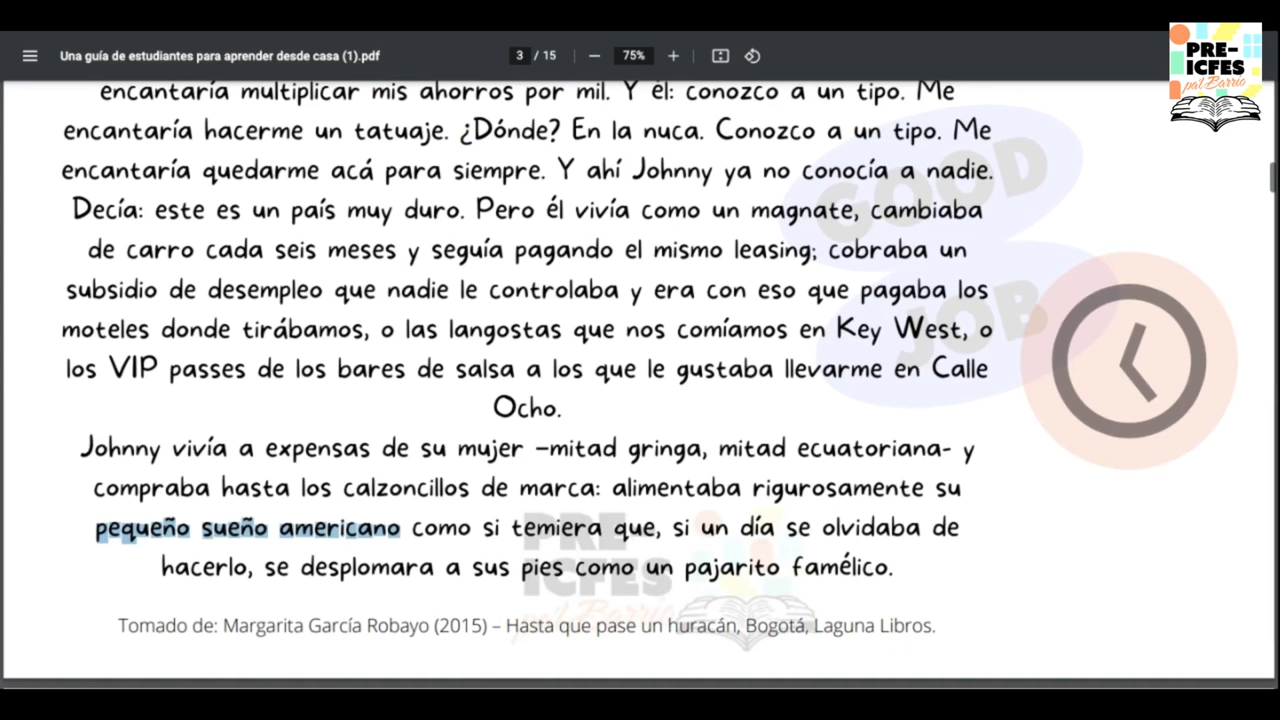 Una guía de estudiantes para aprender desde casa (1).pdf
3 / 15
75%
PRE-
ICFES
pal Barrio
encantaría multiplicar mis ahorros por mil. Y él: conozco a un tipo. Me
encantaría hacerme un tatuaje. ¿Dónde? En la nuca. Conozco a un tipo. Me
encantaría quedarme acá para siempre. Y ahí Johnny ya no conocía a nadie.
Decía: este es un país muy duro. Pero él vivía como un magnate, cambiaba
de carro cada seis meses y seguía pagando el mismo leasing; cobraba un
subsidio de desempleo que nadie le controlaba y era con eso que pagaba los
moteles donde tirábamos, o las langostas que nos comíamos en Key West, o
los VIP passes de los bares de salsa a los que le gustaba llevarme en Calle
Ocho.
Johnny vivía a expensas de su mujer –mitad gringa, mitad ecuatoriana- y
compraba hasta los calzoncillos de marca: alimentaba rigurosamente su
pequeño sueño americano como si temiera que, si un día se olvidaba de
hacerlo, se desplomara a sus pies como un pajarito famélico.
Tomado de: Margarita García Robayo (2015) – Hasta que pase un huracán, Bogotá, Laguna Libros.
GOOD
JOB
PRE
ICFES
pal Barrio